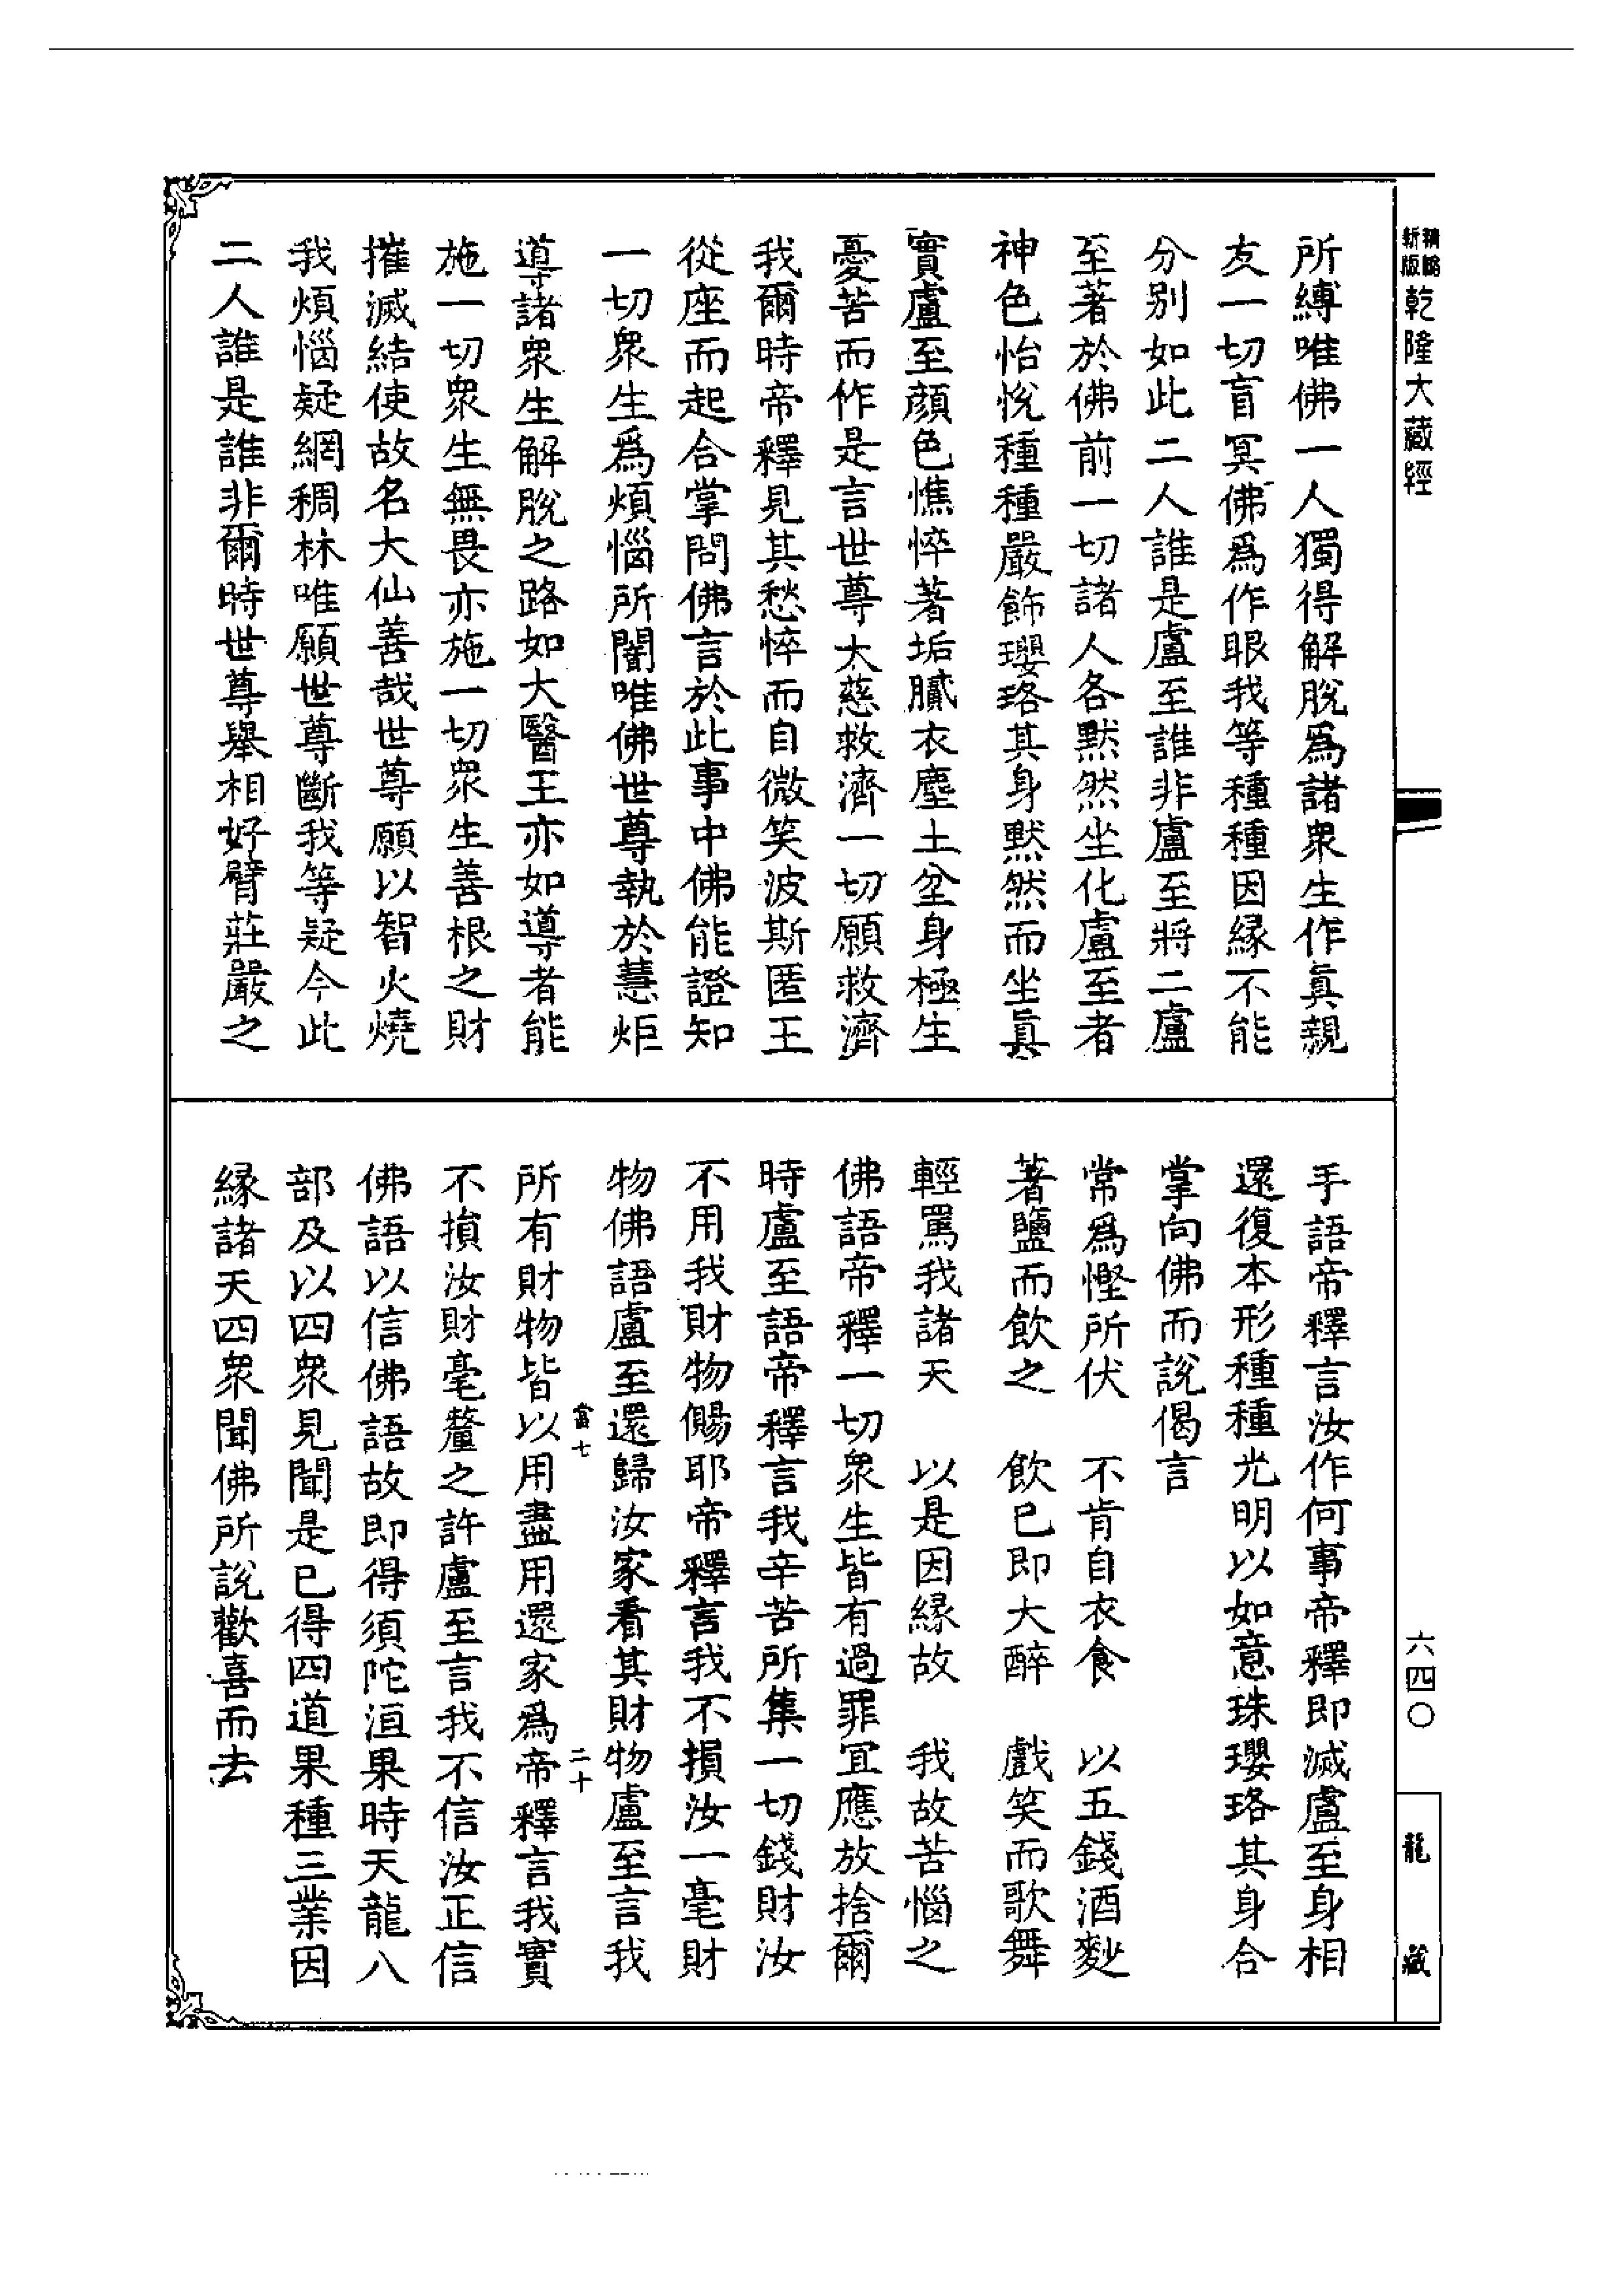 新版 精縮 乾隆大藏經
所縛唯佛一人獨得解脫爲諸衆生作真親
友一切盲冥佛爲作眼我等種種因緣不能
分別如此二人誰是盧至誰非盧至將二盧
至著於佛前一切諸人各默然坐化盧至者
神色怡悅種種嚴飾瓔珞其身默然而坐真
實盧至顏色憔悴著垢膩衣塵土坌身極生
憂苦而作是言世尊大慈救濟一切願救濟
我爾時帝釋見其愁悴而自微笑波斯匿王
從座而起合掌問佛言於此事中佛能證知
一切衆生爲煩惱所闇唯佛世尊執於慧炬
導諸衆生解脫之路如大醫王亦如導者能
施一切衆生無畏亦施一切衆生善根之財
摧滅結使故名大仙善哉世尊願以智火燒
我煩惱疑網稠林唯願世尊斷我等疑今此
二人誰是誰非爾時世尊舉相好臂莊嚴之
手語帝釋言汝作何事帝釋即滅盧至身相
還復本形種種光明以如意珠瓔珞其身合
掌向佛而說偈言
常爲慳所伏　不肯自衣食　以五錢酒麨
著鹽而飲之　飲已即大醉　戲笑而歌舞
輕罵我諸天　以是因緣故　我故苦惱之
佛語帝釋一切衆生皆有過罪宜應放捨爾
時盧至語帝釋言我辛苦所集一切錢財汝
不用我財物儩耶帝釋言我不損汝一毫財
物佛語盧至還歸汝家看其財物盧至言我
當七 二十
所有財物皆以用盡用還家爲帝釋言我實
不損汝財毫釐之許盧至言我不信汝正信
佛語以信佛語故即得須陀洹果時天龍八
部及以四衆見聞是已得四道果種三業因
緣諸天四衆聞佛所說歡喜而去
六四〇
龍藏